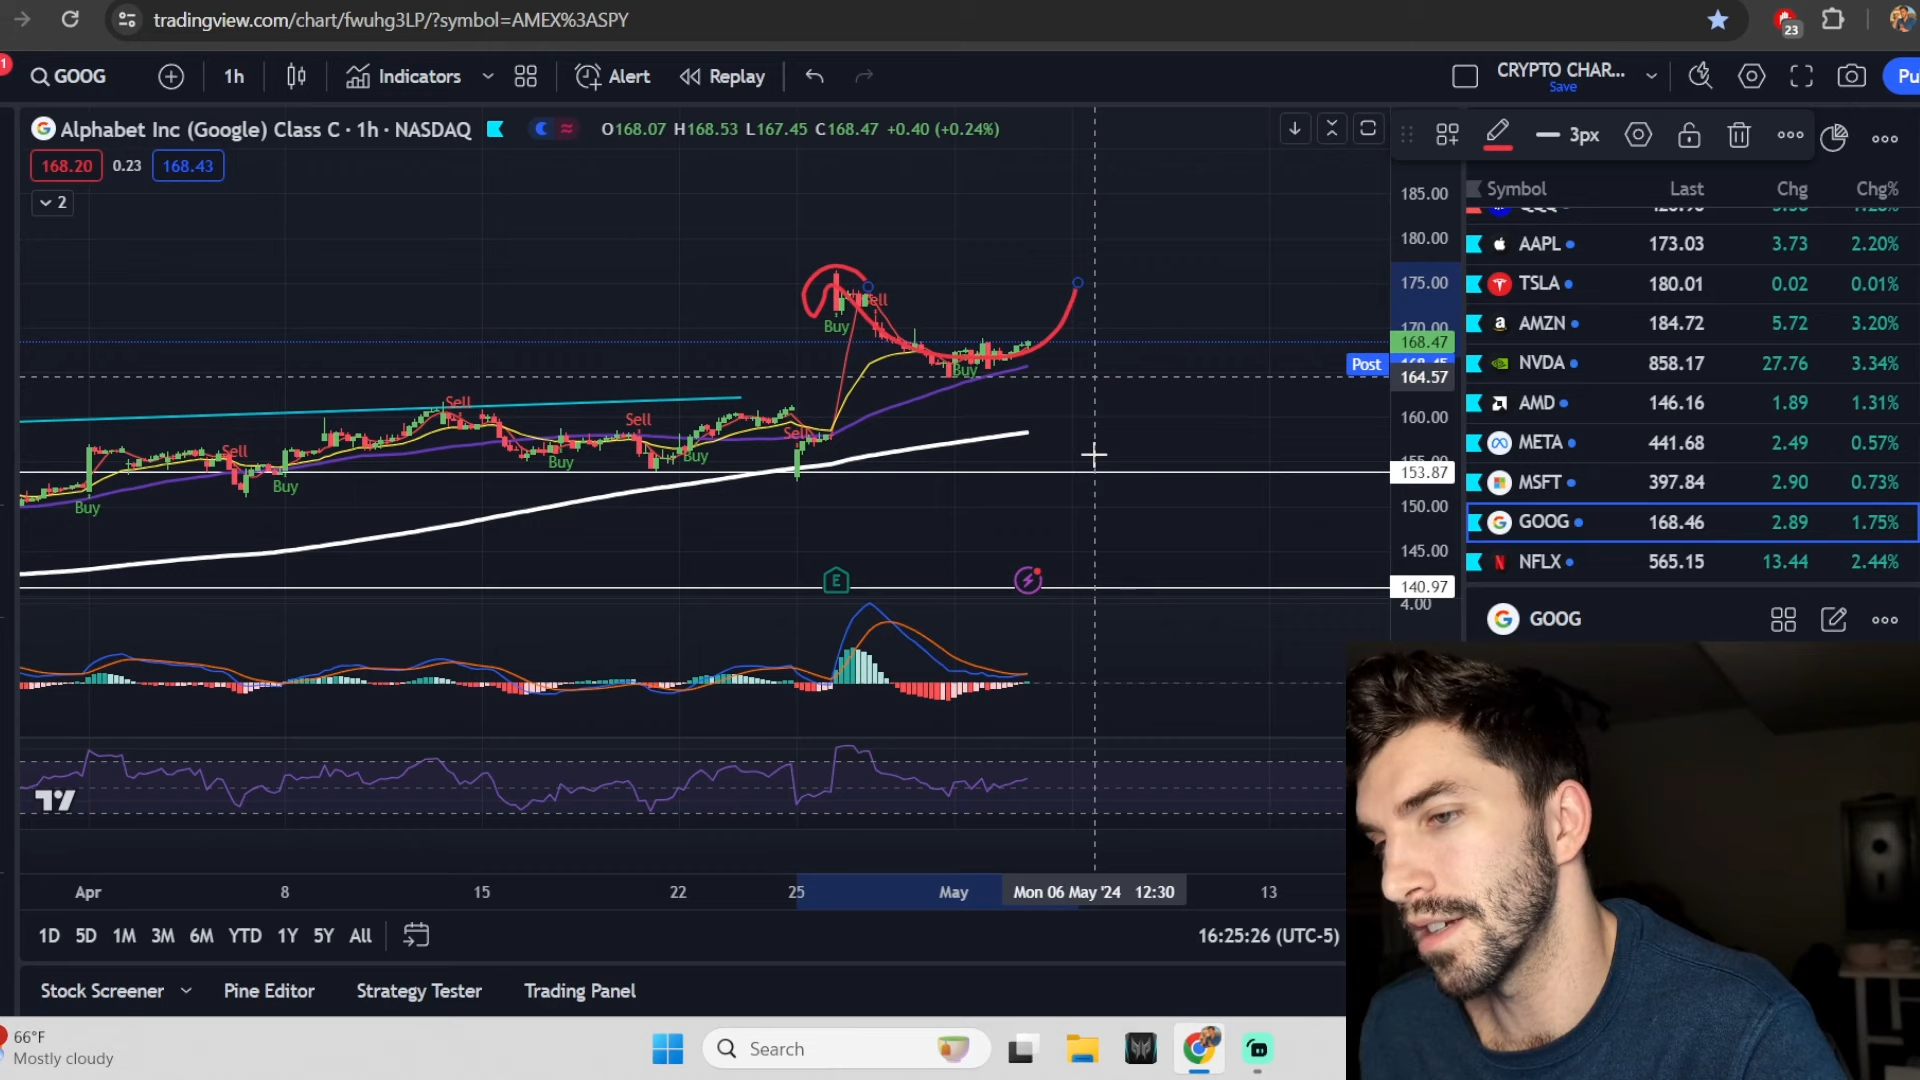 tradingview.com/chart/fwuhg3LP/?symbol=AMEX%3ASPY
23
1
GOOG
1h
Indicators
Alert
Replay
CRYPTO CHAR...
Save
Pu
Alphabet Inc (Google) Class C · 1h · NASDAQ
O168.07 H168.53 L167.45 C168.47 +0.40 (+0.24%)
168.20 0.23 168.43
2
3px
Symbol Last Chg Chg%
AAPL 173.03 3.73 2.20%
TSLA 180.01 0.02 0.01%
AMZN 184.72 5.72 3.20%
NVDA 858.17 27.76 3.34%
AMD 146.16 1.89 1.31%
META 441.68 2.49 0.57%
MSFT 397.84 2.90 0.73%
GOOG 168.46 2.89 1.75%
NFLX 565.15 13.44 2.44%
GOOG
185.00
180.00
175.00
170.00
168.47
Post
164.57
160.00
155.00
153.87
150.00
145.00
140.97
4.00
Sell
Buy
Buy
Sell
Sell
Sell
Sell
Buy
Buy
Buy
Buy
E
Apr 8 15 22 25 May Mon 06 May '24 12:30 13
1D 5D 1M 3M 6M YTD 1Y 5Y All
16:25:26 (UTC-5)
Stock Screener Pine Editor Strategy Tester Trading Panel
66°F
Mostly cloudy
Search